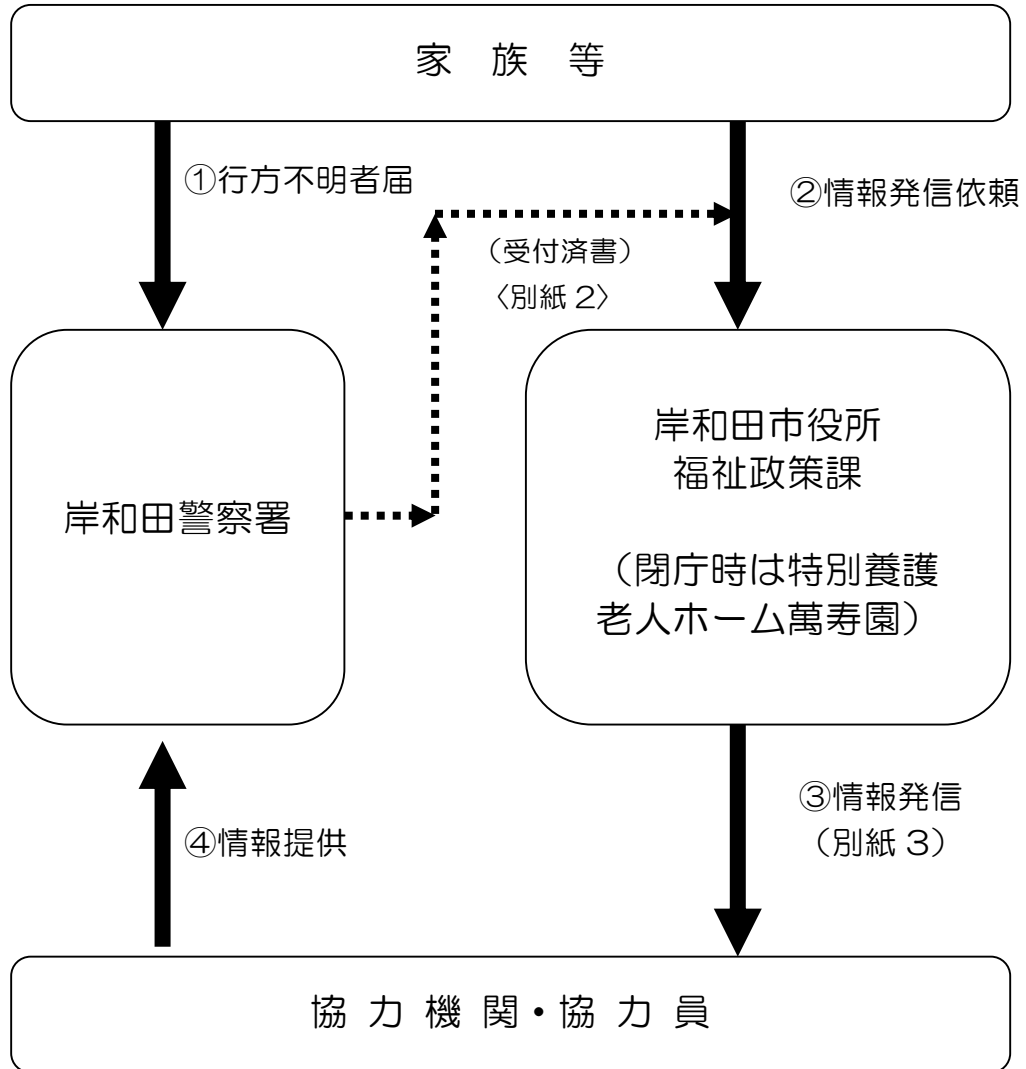 家 族 等
①行方不明者届
②情報発信依頼
（受付済書）
〈別紙２〉
岸和田警察署
岸和田市役所
福祉政策課
（閉庁時は特別養護
老人ホーム萬寿園）
③情報発信
（別紙３）
④情報提供
協 力 機 関・協 力 員